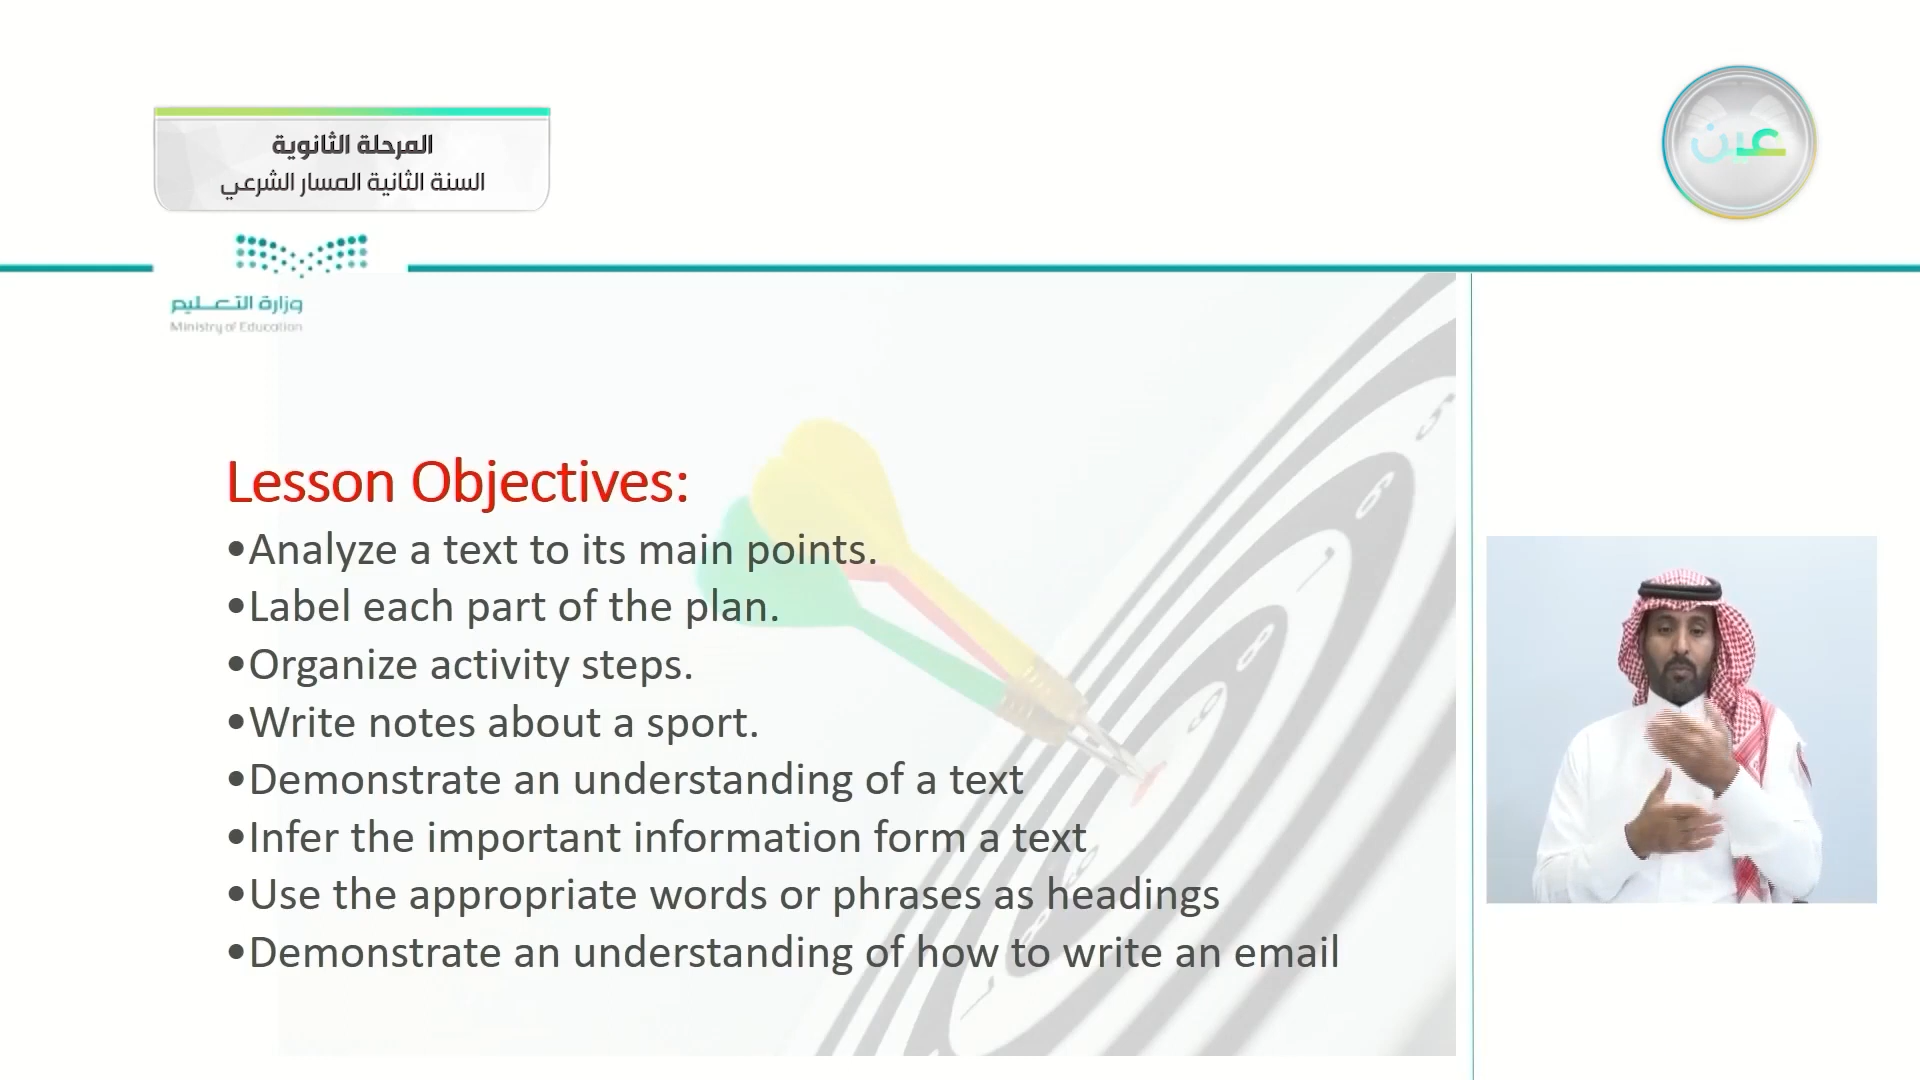 المرحلة الثانوية
السنة الثانية المسار الشرعي
عين
وزارة التعليم
Ministry of Education
Lesson Objectives:
•Analyze a text to its main points.
•Label each part of the plan.
•Organize activity steps.
•Write notes about a sport.
•Demonstrate an understanding of a text
•Infer the important information form a text
•Use the appropriate words or phrases as headings
•Demonstrate an understanding of how to write an email